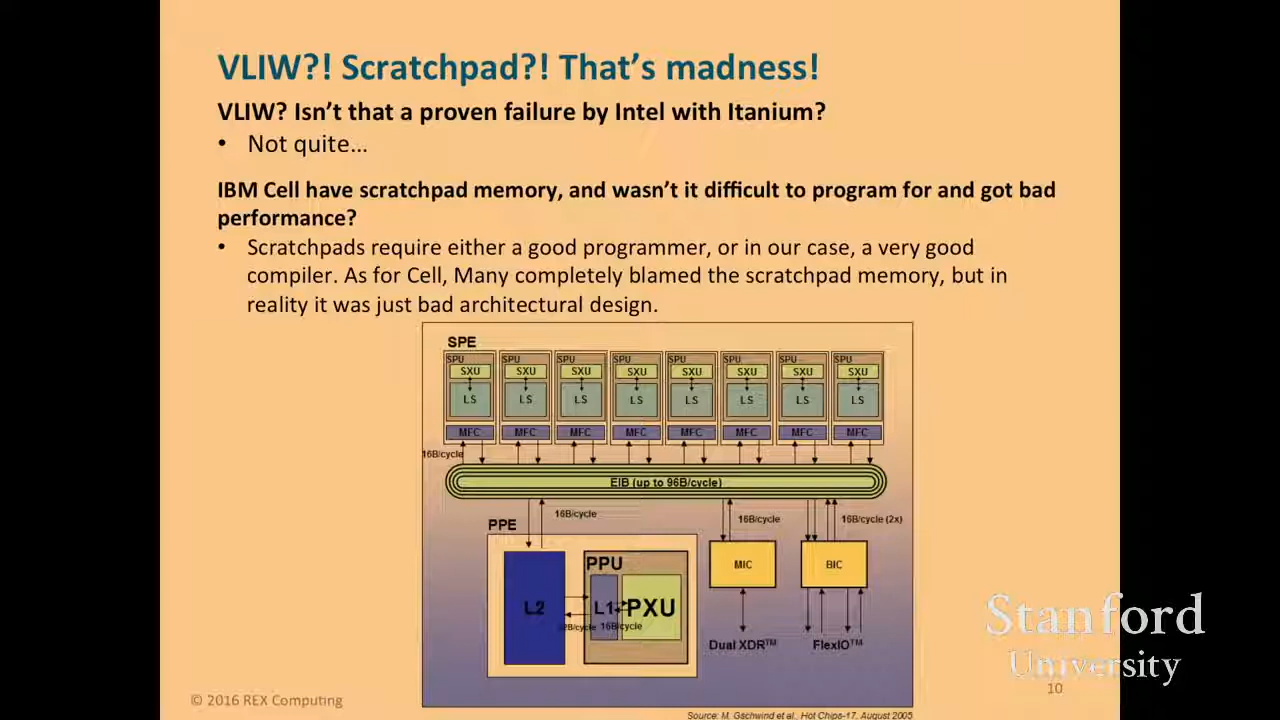 VLIW?! Scratchpad?! That's madness!
VLIW? Isn't that a proven failure by Intel with Itanium?
• Not quite…
IBM Cell have scratchpad memory, and wasn't it difficult to program for and got bad
performance?
• Scratchpads require either a good programmer, or in our case, a very good
compiler. As for Cell, Many completely blamed the scratchpad memory, but in
reality it was just bad architectural design.
SPE
SPU SPU SPU SPU SPU SPU SPU SPU
SXU SXU SXU SXU SXU SXU SXU SXU
LS LS LS LS LS LS LS LS
MFC MFC MFC MFC MFC MFC MFC MFC
16B/cycle
EIB (up to 96B/cycle)
16B/cycle 16B/cycle 16B/cycle (2x)
PPE
PPU
MIC BIC
L2 L1 PXU
16B/cycle
Dual XDR™ FlexIO™
Stanford
University
© 2016 REX Computing
10
Source: M. Gschwind et al., Hot Chips-17, August 2005